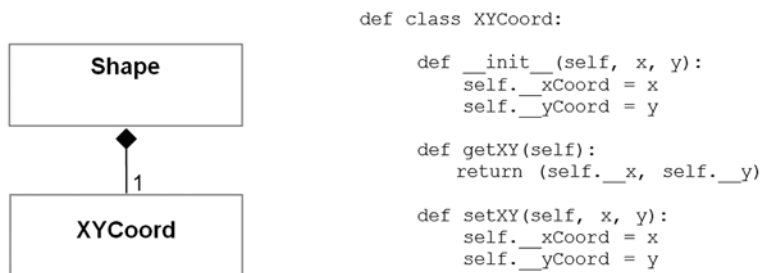 Shape
1
XYCoord
def class XYCoord:
def __init__(self, x, y):
self.__xCoord = x
self.__yCoord = y
def getXY(self):
return (self.__x, self.__y)
def setXY(self, x, y):
self.__xCoord = x
self.__yCoord = y